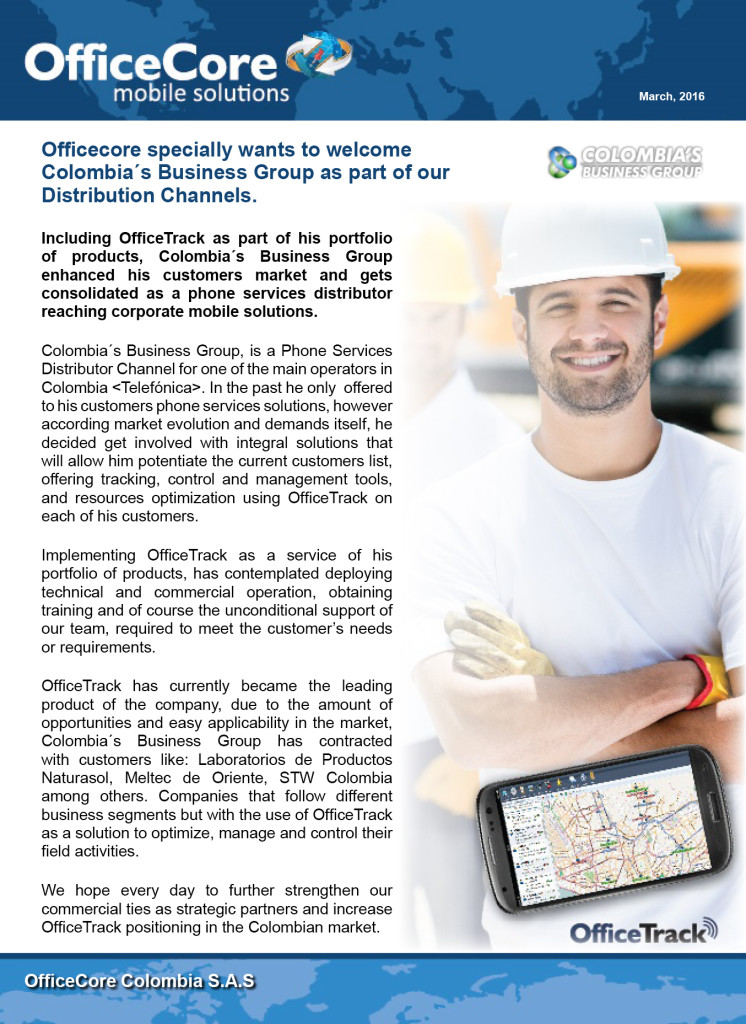 OfficeCore
mobile solutions
March, 2016
Officecore specially wants to welcome
Colombia´s Business Group as part of our
Distribution Channels.
COLOMBIA'S
BUSINESS GROUP
Including OfficeTrack as part of his portfolio
of products, Colombia´s Business Group
enhanced his customers market and gets
consolidated as a phone services distributor
reaching corporate mobile solutions.
Colombia´s Business Group, is a Phone Services
Distributor Channel for one of the main operators in
Colombia <Telefónica>. In the past he only offered
to his customers phone services solutions, however
according market evolution and demands itself, he
decided get involved with integral solutions that
will allow him potentiate the current customers list,
offering tracking, control and management tools,
and resources optimization using OfficeTrack on
each of his customers.
Implementing OfficeTrack as a service of his
portfolio of products, has contemplated deploying
technical and commercial operation, obtaining
training and of course the unconditional support of
our team, required to meet the customer’s needs
or requirements.
OfficeTrack has currently became the leading
product of the company, due to the amount of
opportunities and easy applicability in the market,
Colombia´s Business Group has contracted
with customers like: Laboratorios de Productos
Naturasol, Meltec de Oriente, STW Colombia
among others. Companies that follow different
business segments but with the use of OfficeTrack
as a solution to optimize, manage and control their
field activities.
We hope every day to further strengthen our
commercial ties as strategic partners and increase
OfficeTrack positioning in the Colombian market.
OfficeTrack
OfficeCore Colombia S.A.S